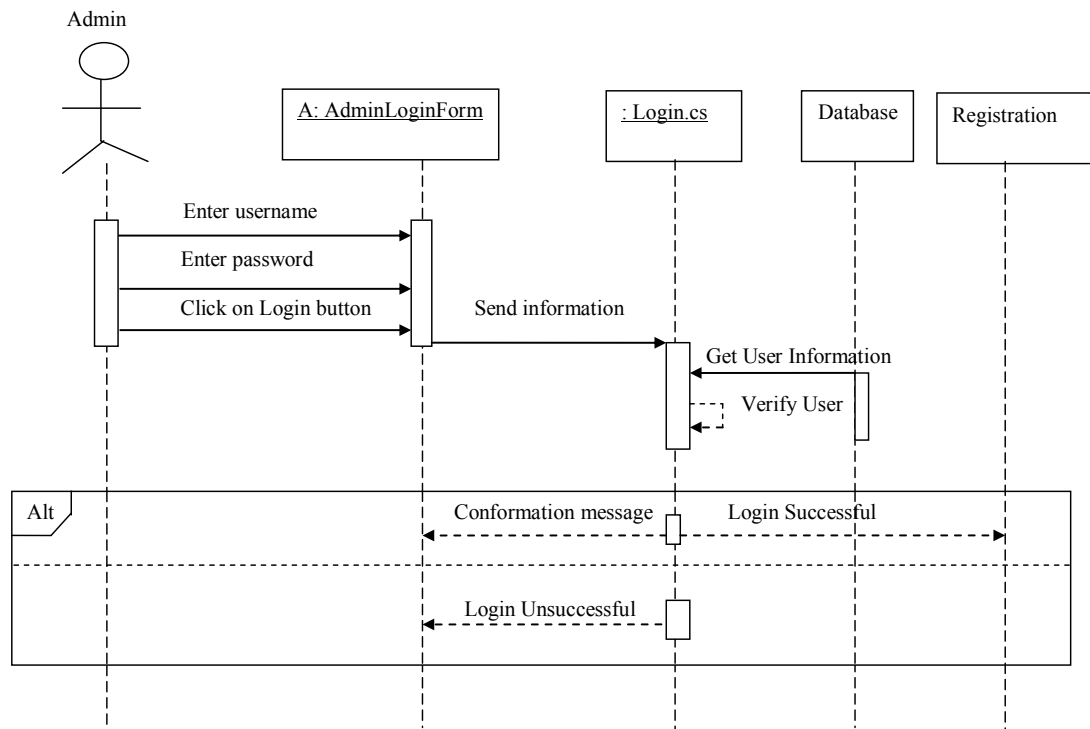 Admin
A: AdminLoginForm
: Login.cs
Database
Registration
Enter username
Enter password
Click on Login button
Send information
Get User Information
Verify User
Alt
Conformation message
Login Successful
Login Unsuccessful